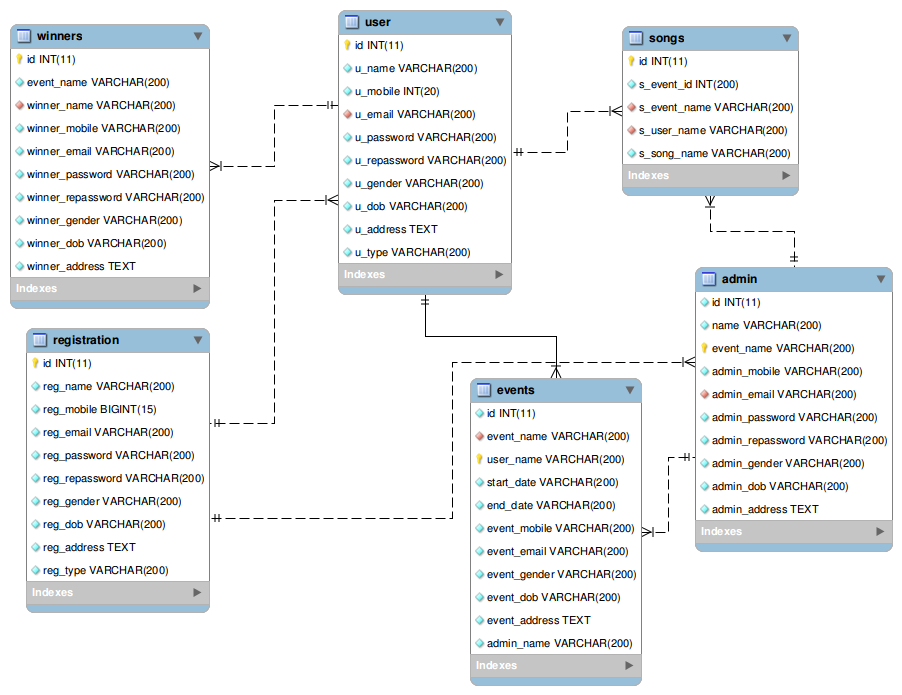 winners
id INT(11)
event_name VARCHAR(200)
winner_name VARCHAR(200)
winner_mobile VARCHAR(200)
winner_email VARCHAR(200)
winner_password VARCHAR(200)
winner_repassword VARCHAR(200)
winner_gender VARCHAR(200)
winner_dob VARCHAR(200)
winner_address TEXT
Indexes
user
id INT(11)
u_name VARCHAR(200)
u_mobile INT(20)
u_email VARCHAR(200)
u_password VARCHAR(200)
u_repassword VARCHAR(200)
u_gender VARCHAR(200)
u_dob VARCHAR(200)
u_address TEXT
u_type VARCHAR(200)
Indexes
songs
id INT(11)
s_event_id INT(200)
s_event_name VARCHAR(200)
s_user_name VARCHAR(200)
s_song_name VARCHAR(200)
Indexes
registration
id INT(11)
reg_name VARCHAR(200)
reg_mobile BIGINT(15)
reg_email VARCHAR(200)
reg_password VARCHAR(200)
reg_repassword VARCHAR(200)
reg_gender VARCHAR(200)
reg_dob VARCHAR(200)
reg_address TEXT
reg_type VARCHAR(200)
Indexes
events
id INT(11)
event_name VARCHAR(200)
user_name VARCHAR(200)
start_date VARCHAR(200)
end_date VARCHAR(200)
event_mobile VARCHAR(200)
event_email VARCHAR(200)
event_gender VARCHAR(200)
event_dob VARCHAR(200)
event_address TEXT
admin_name VARCHAR(200)
Indexes
admin
id INT(11)
name VARCHAR(200)
event_name VARCHAR(200)
admin_mobile VARCHAR(200)
admin_email VARCHAR(200)
admin_password VARCHAR(200)
admin_repassword VARCHAR(200)
admin_gender VARCHAR(200)
admin_dob VARCHAR(200)
admin_address TEXT
Indexes